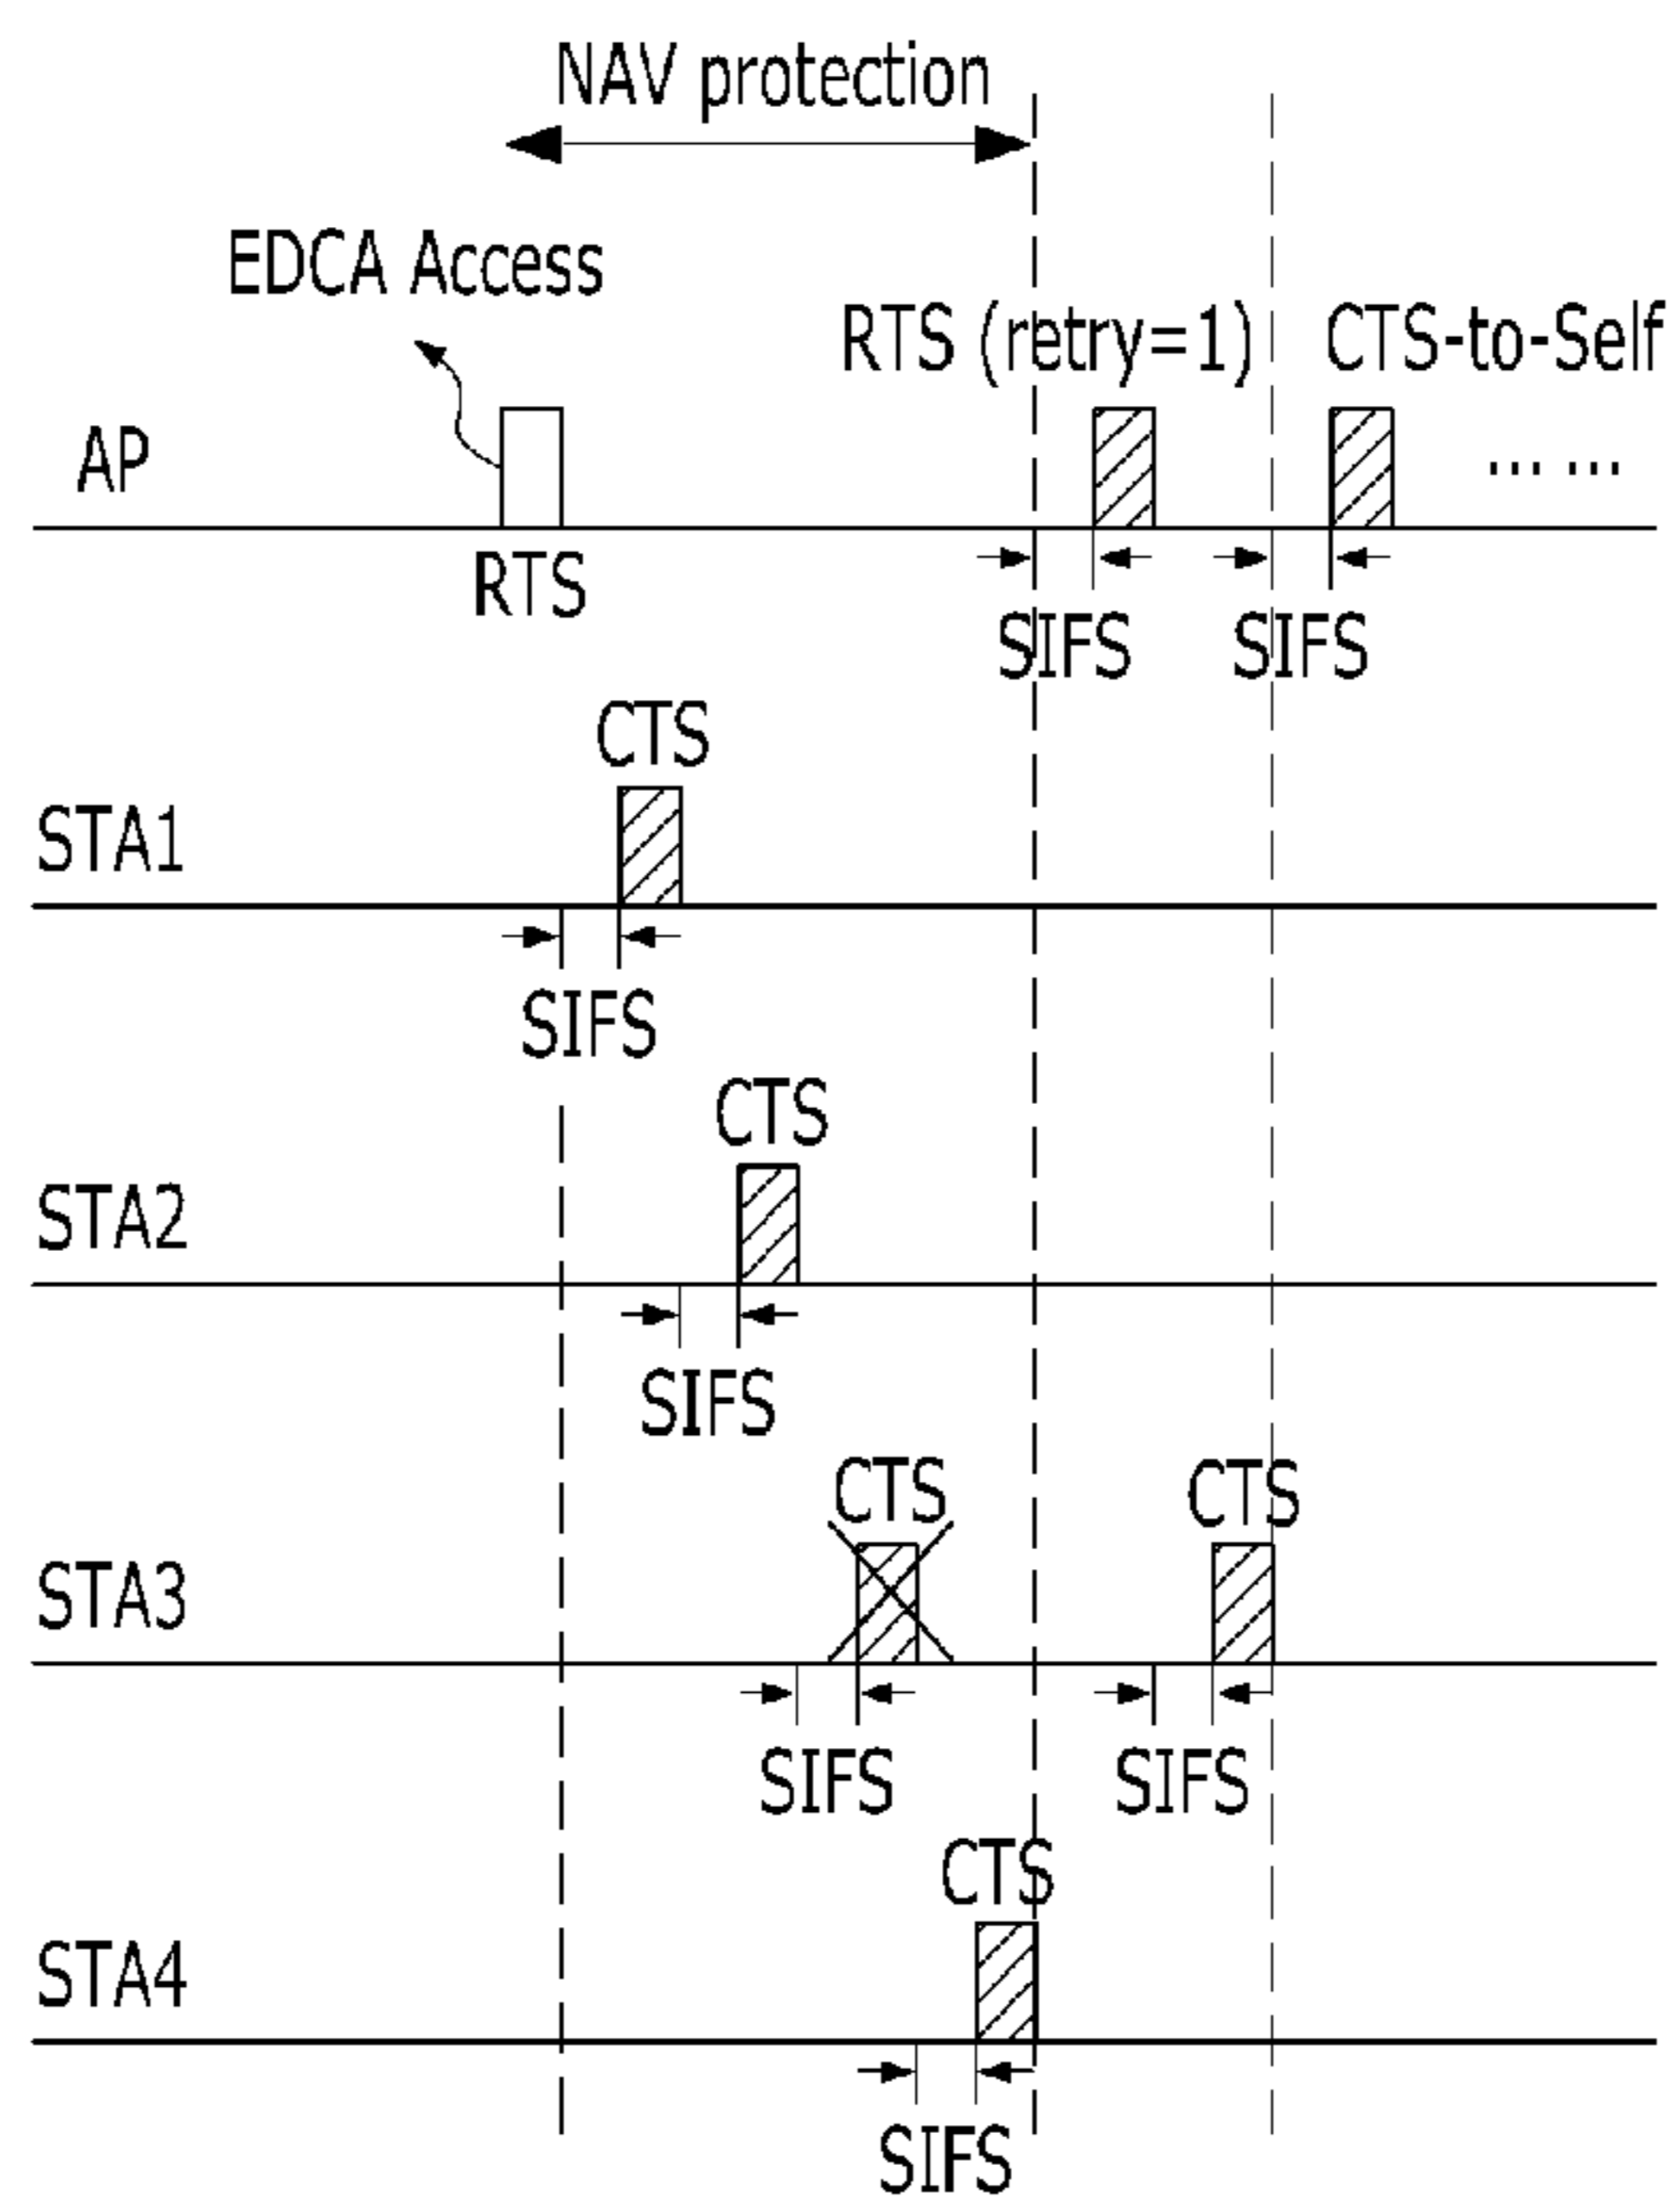 NAV protection
EDCA Access
RTS (retry=1)
CTS-to-Self
AP
... ...
RTS
SIFS
SIFS
CTS
STA1
SIFS
CTS
STA2
SIFS
CTS
CTS
STA3
SIFS
SIFS
CTS
STA4
SIFS